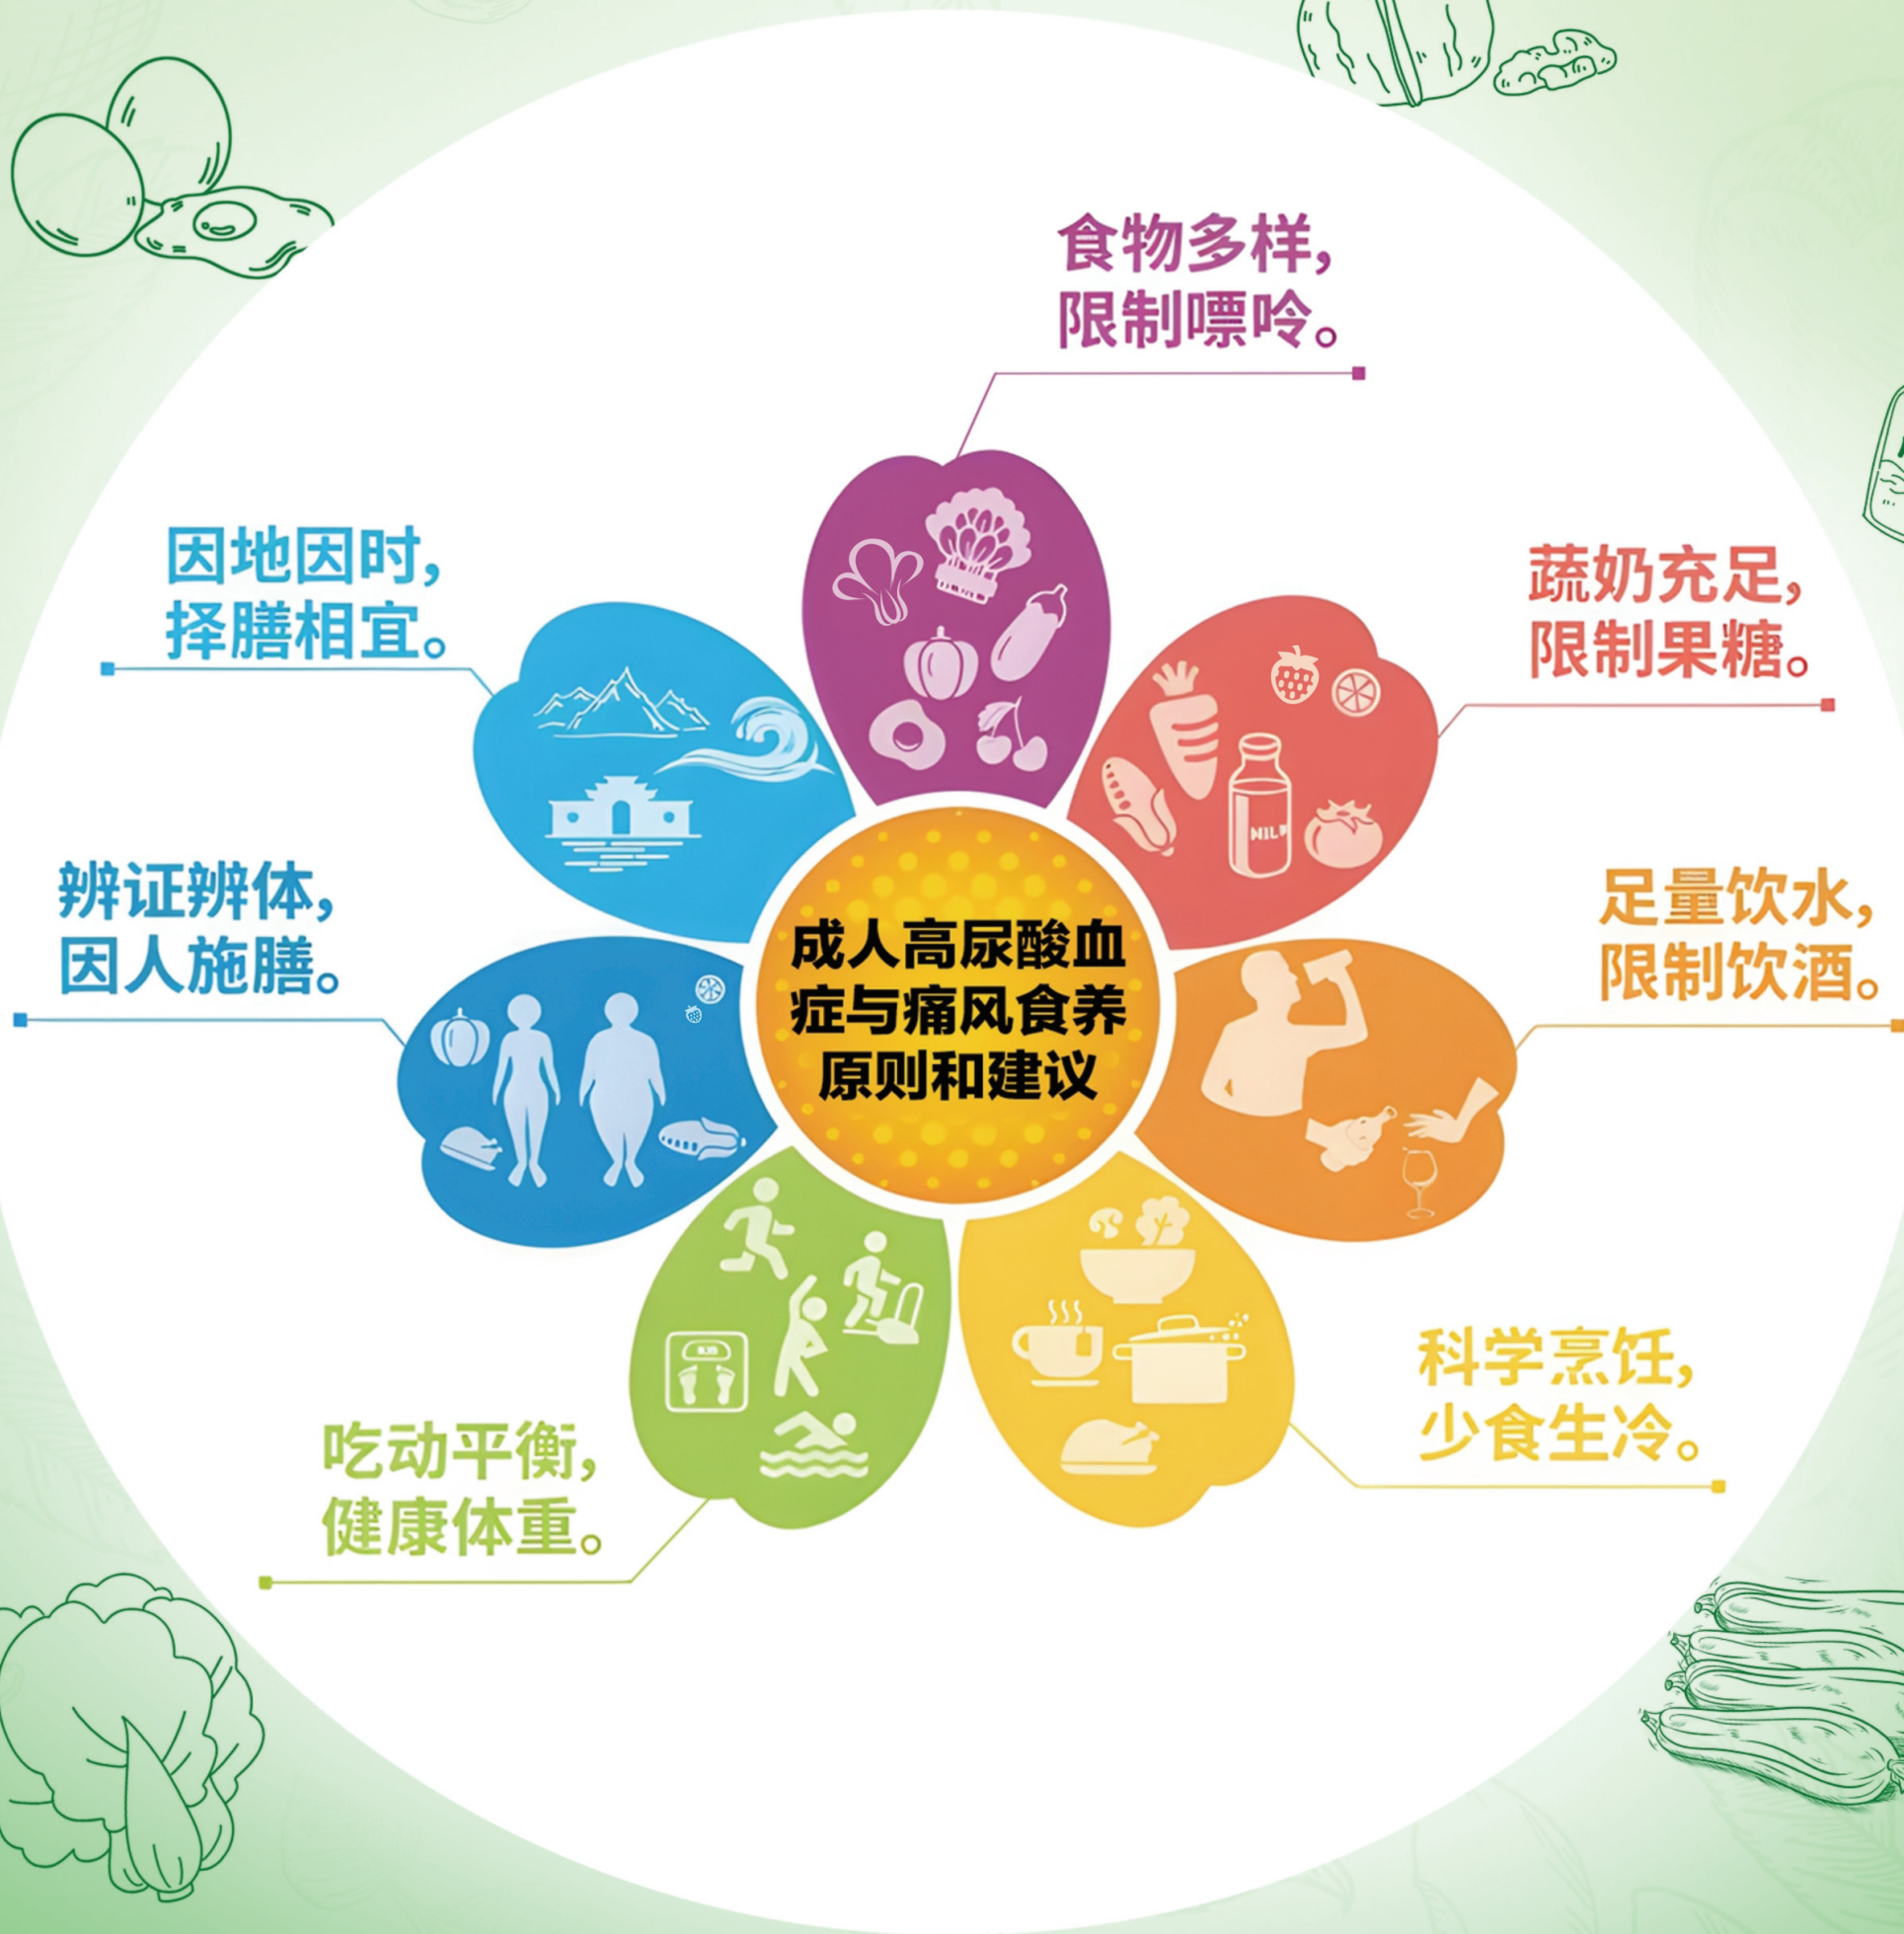 食物多样,
限制嘌呤。
蔬奶充足,
限制果糖。
足量饮水,
限制饮酒。
科学烹饪,
少食生冷。
吃动平衡,
健康体重。
辨证辨体,
因人施膳。
因地因时,
择膳相宜。
成人高尿酸血
症与痛风食养
原则和建议